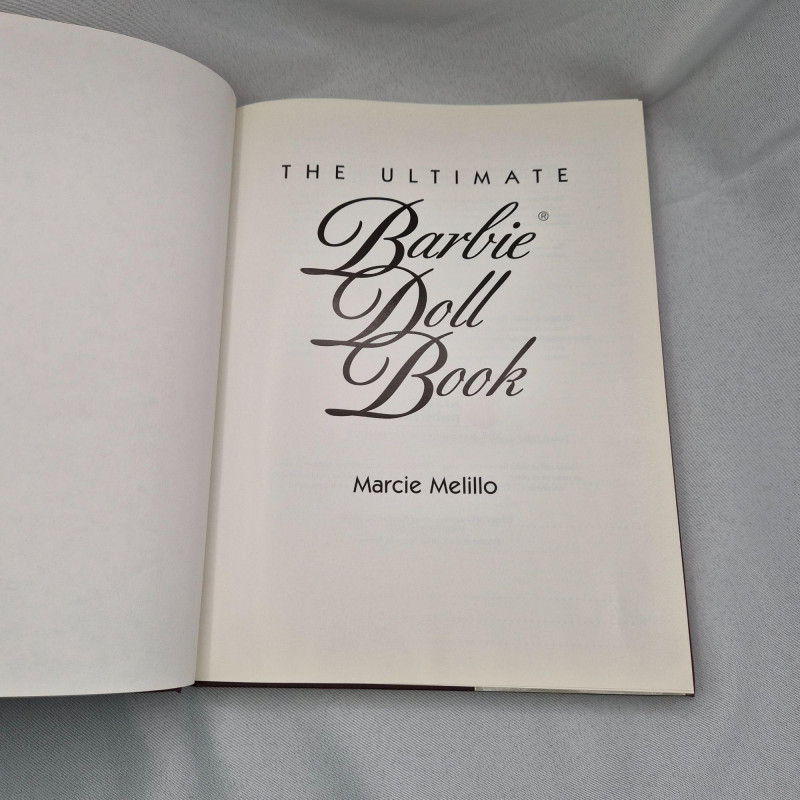 THE ULTIMATE
Barbie®
Doll
Book
Marcie Melillo